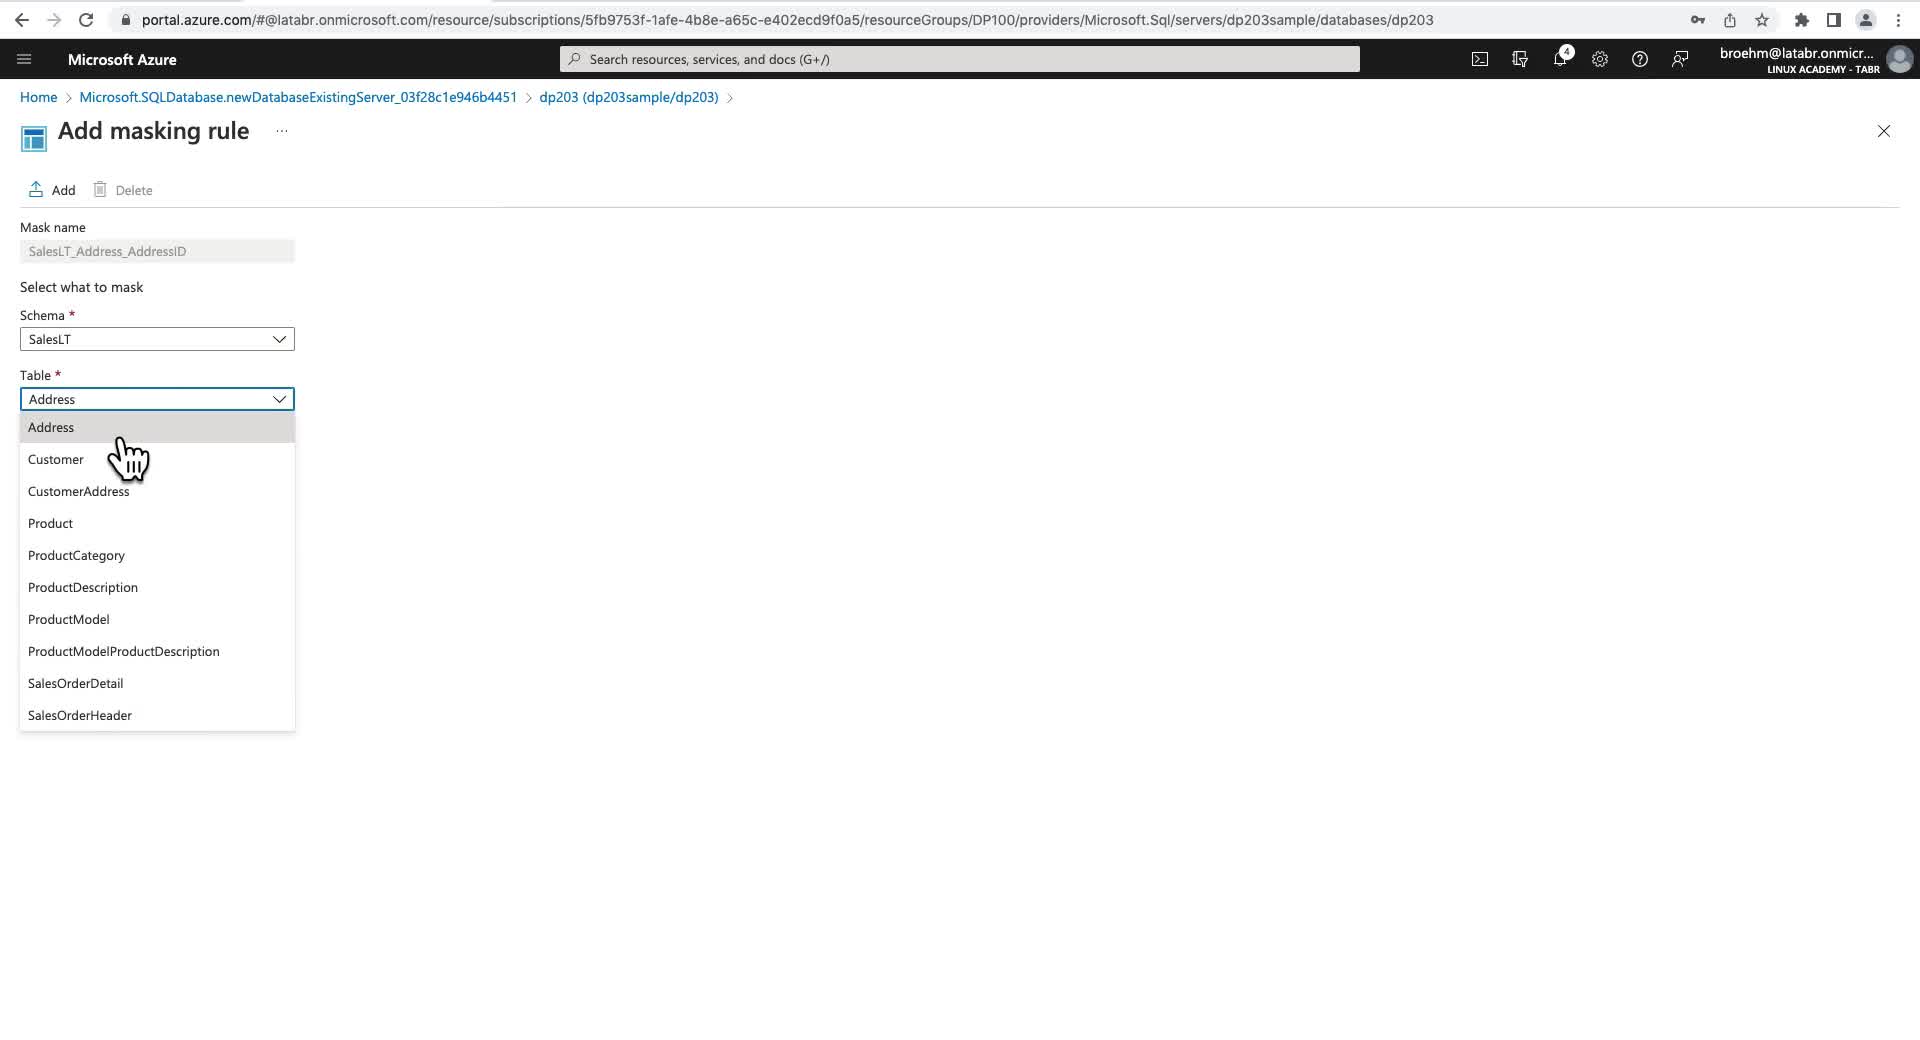 portal.azure.com/#@latabr.onmicrosoft.com/resource/subscriptions/5fb9753f-1afe-4b8e-a65c-e402ecd9f0a5/resourceGroups/DP100/providers/Microsoft.Sql/servers/dp203sample/databases/dp203
Microsoft Azure
Search resources, services, and docs (G+/)
4
broehm@latabr.onmicr...
LINUX ACADEMY - TABR
Home > Microsoft.SQLDatabase.newDatabaseExistingServer_03f28c1e946b4451 > dp203 (dp203sample/dp203) >
Add masking rule ...
Add Delete
Mask name
SalesLT_Address_AddressID
Select what to mask
Schema *
SalesLT
Table *
Address
Address
Customer
CustomerAddress
Product
ProductCategory
ProductDescription
ProductModel
ProductModelProductDescription
SalesOrderDetail
SalesOrderHeader